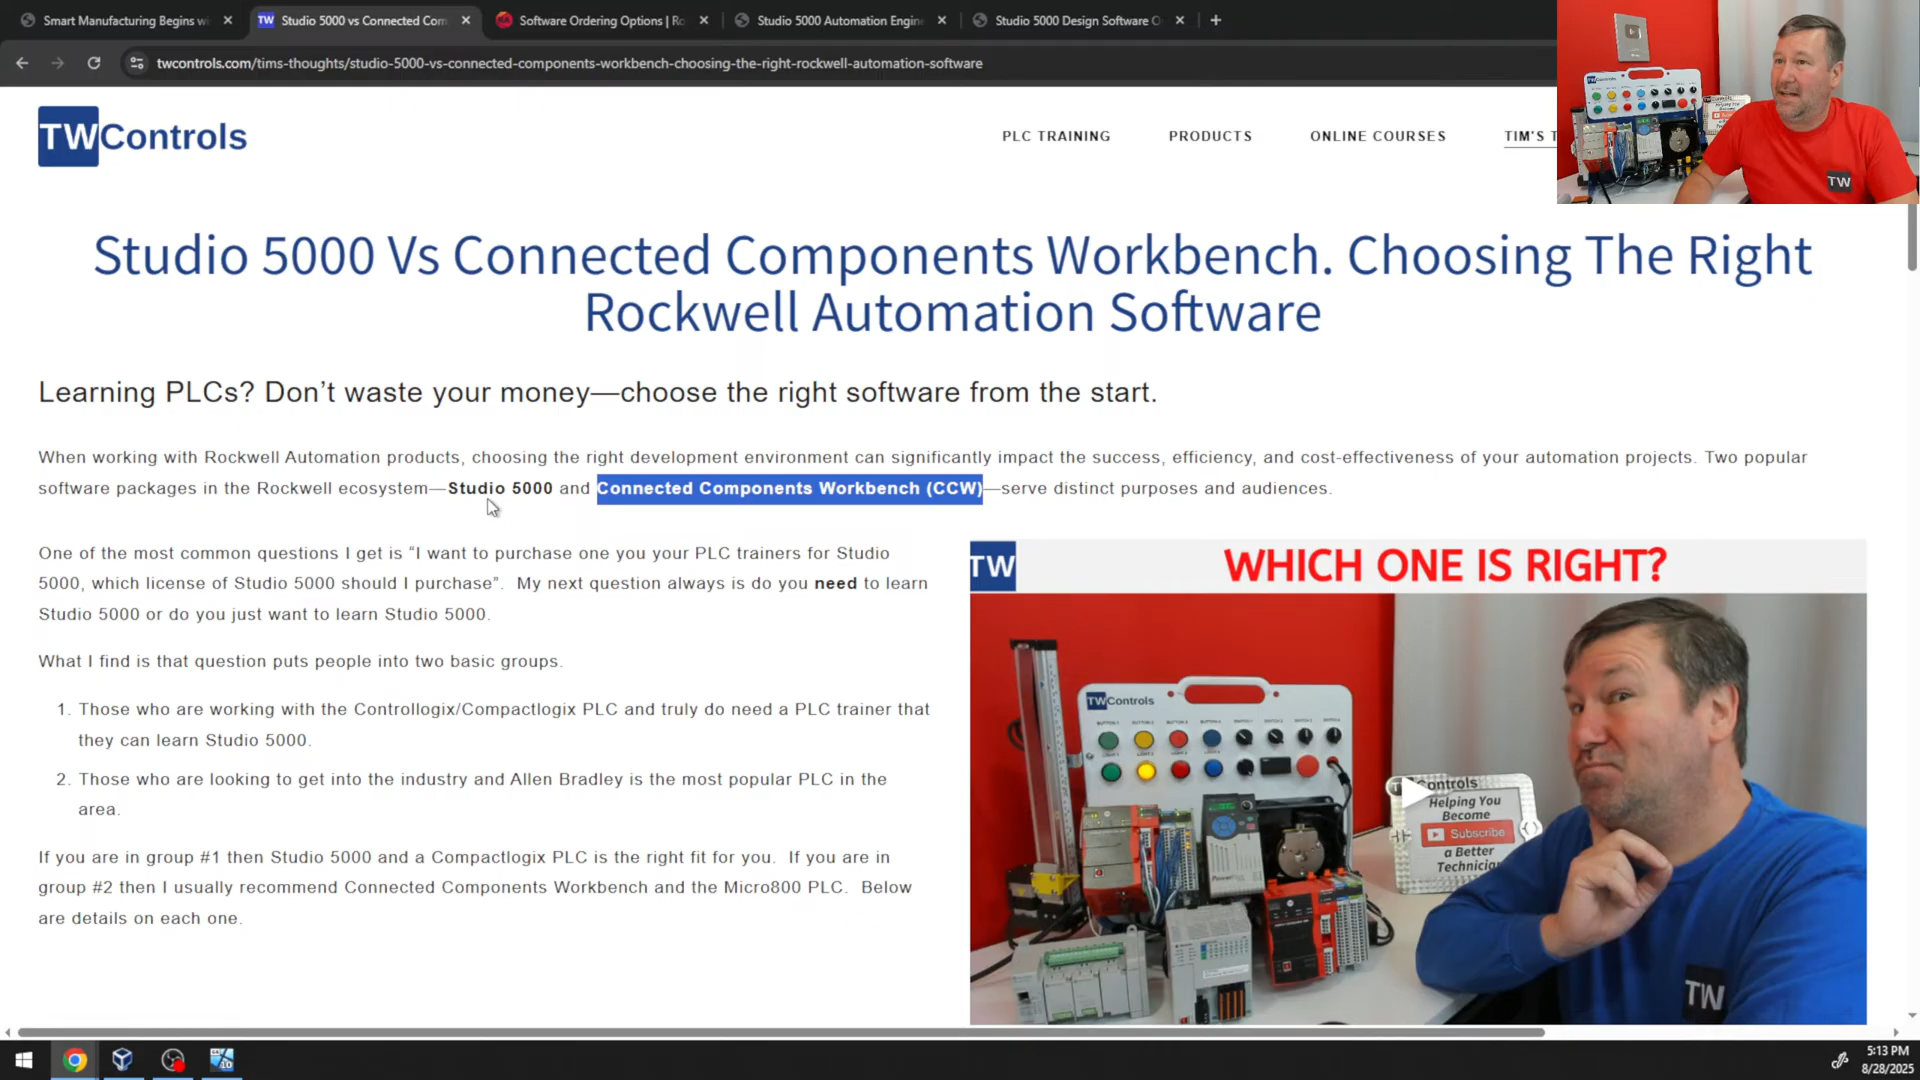 Smart Manufacturing Begins wi
Studio 5000 vs Connected Com
Software Ordering Options | Ro
Studio 5000 Automation Engine
Studio 5000 Design Software O
twcontrols.com/tims-thoughts/studio-5000-vs-connected-components-workbench-choosing-the-right-rockwell-automation-software
TWControls
PLC TRAINING
PRODUCTS
ONLINE COURSES
TIM'S T
TW
Studio 5000 Vs Connected Components Workbench. Choosing The Right
Rockwell Automation Software
Learning PLCs? Don't waste your money—choose the right software from the start.
When working with Rockwell Automation products, choosing the right development environment can significantly impact the success, efficiency, and cost-effectiveness of your automation projects. Two popular
software packages in the Rockwell ecosystem—Studio 5000 and Connected Components Workbench (CCW)—serve distinct purposes and audiences.
One of the most common questions I get is “I want to purchase one you your PLC trainers for Studio
5000, which license of Studio 5000 should I purchase”. My next question always is do you need to learn
Studio 5000 or do you just want to learn Studio 5000.
What I find is that question puts people into two basic groups.
1. Those who are working with the Controllogix/Compactlogix PLC and truly do need a PLC trainer that
they can learn Studio 5000.
2. Those who are looking to get into the industry and Allen Bradley is the most popular PLC in the
area.
If you are in group #1 then Studio 5000 and a Compactlogix PLC is the right fit for you. If you are in
group #2 then I usually recommend Connected Components Workbench and the Micro800 PLC. Below
are details on each one.
TW
WHICH ONE IS RIGHT?
TWControls
BUTTON 1
BUTTON 2
BUTTON 3
Controls
Helping You
Become
Subscribe
a Better
Technician
TW
5:13 PM
8/28/2025